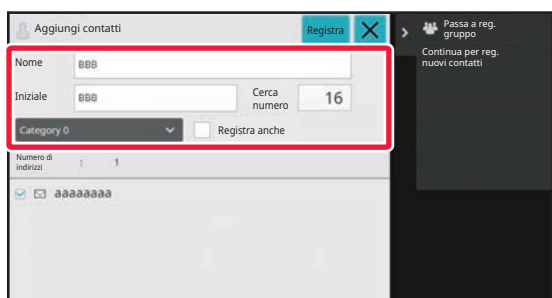 Aggiungi contatti
Registra
Nome
BBB
Iniziale
BBB
Cerca
numero
16
Category 0
Registra anche
Numero di
indirizzi
:
1
aaaaaaaa
Passa a reg.
gruppo
Continua per reg.
nuovi contatti